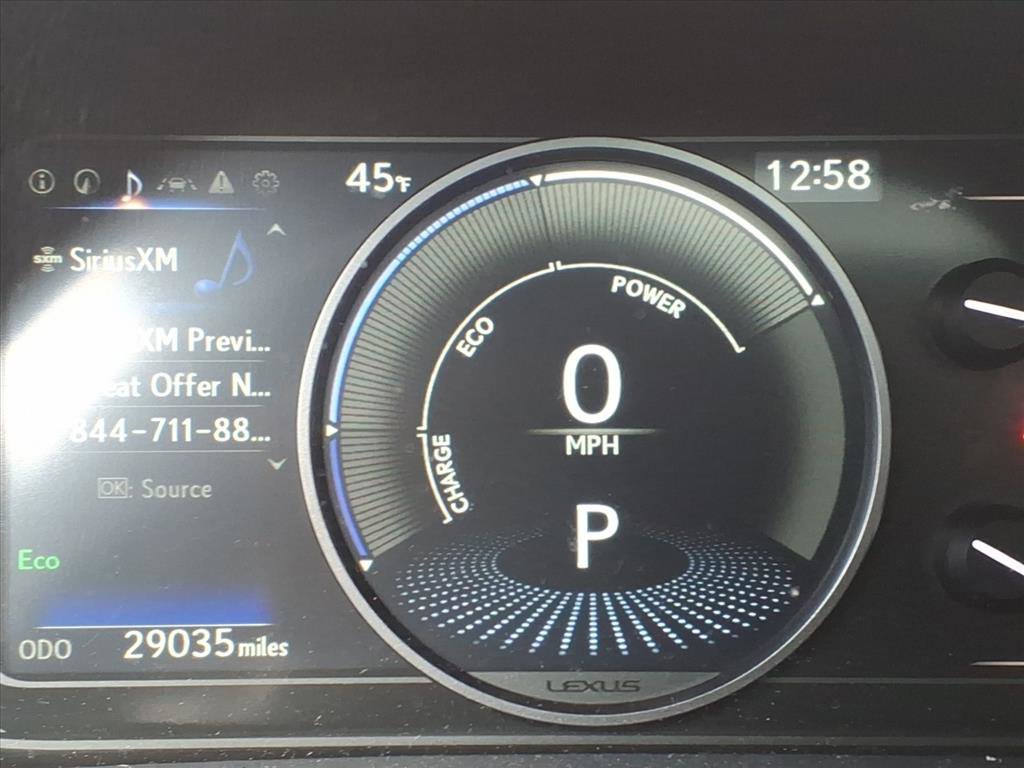 45°F
12:58
sxm SiriusXM
XM Previ...
eat Offer N...
844-711-88...
OK: Source
Eco
ODO 29035 miles
POWER
ECO
CHARGE
0
MPH
P
LEXUS